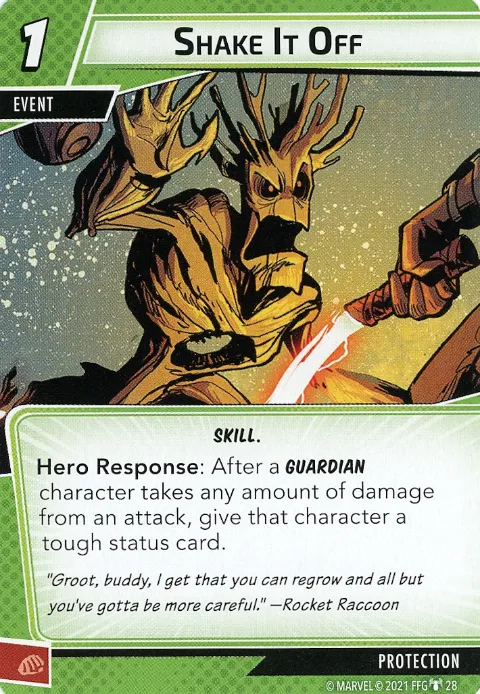 1
SHAKE IT OFF
EVENT
SKILL.
Hero Response: After a GUARDIAN
character takes any amount of damage
from an attack, give that character a
tough status card.
"Groot, buddy, I get that you can regrow and all but
you've gotta be more careful." —Rocket Raccoon
PROTECTION
© MARVEL © 2021 FFG 28